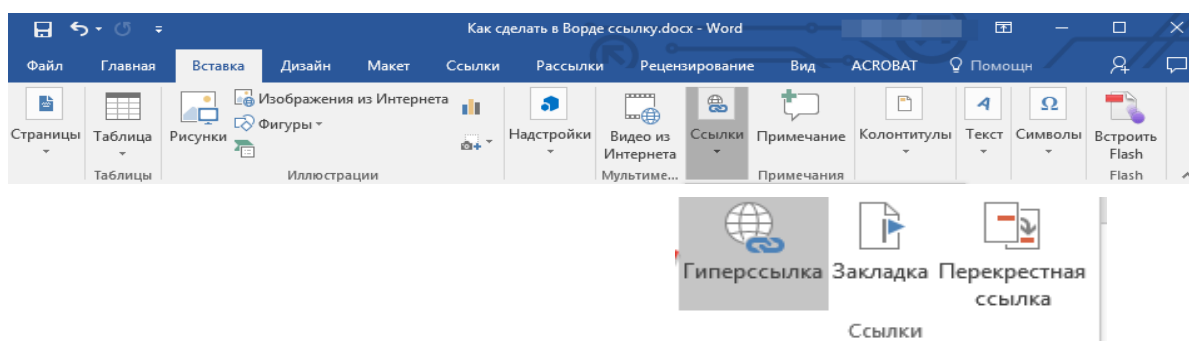 Как сделать в Ворде ссылку.docx - Word
Файл Главная Вставка Дизайн Макет Ссылки Рассылки Рецензирование Вид ACROBAT Помощн
Изображения из Интернета
Фигуры
Страницы Таблица Рисунки Надстройки Видео из Интернета Ссылки Примечание Колонтитулы Текст Символы Встроить Flash
Таблицы Иллюстрации Мультиме... Примечания Flash
Гиперссылка Закладка Перекрестная
ссылка
Ссылки